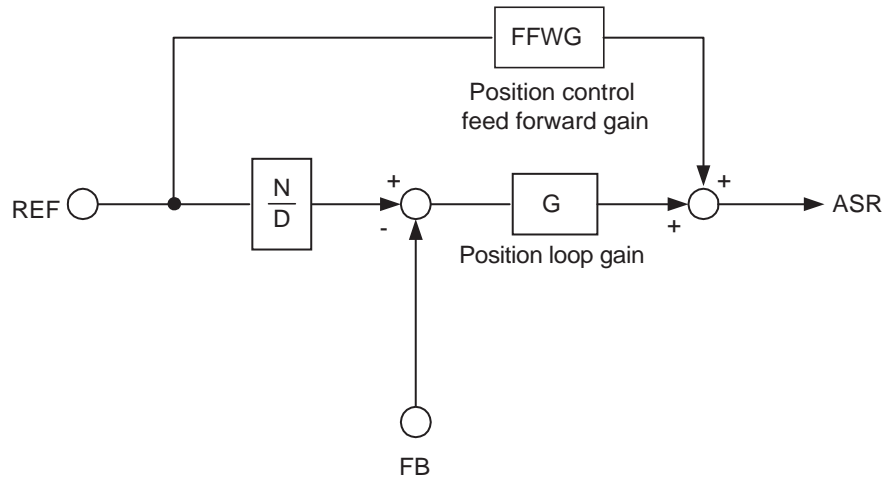 FFWG
Position control
feed forward gain
REF
N
D
+
-
G
Position loop gain
+
+
ASR
FB